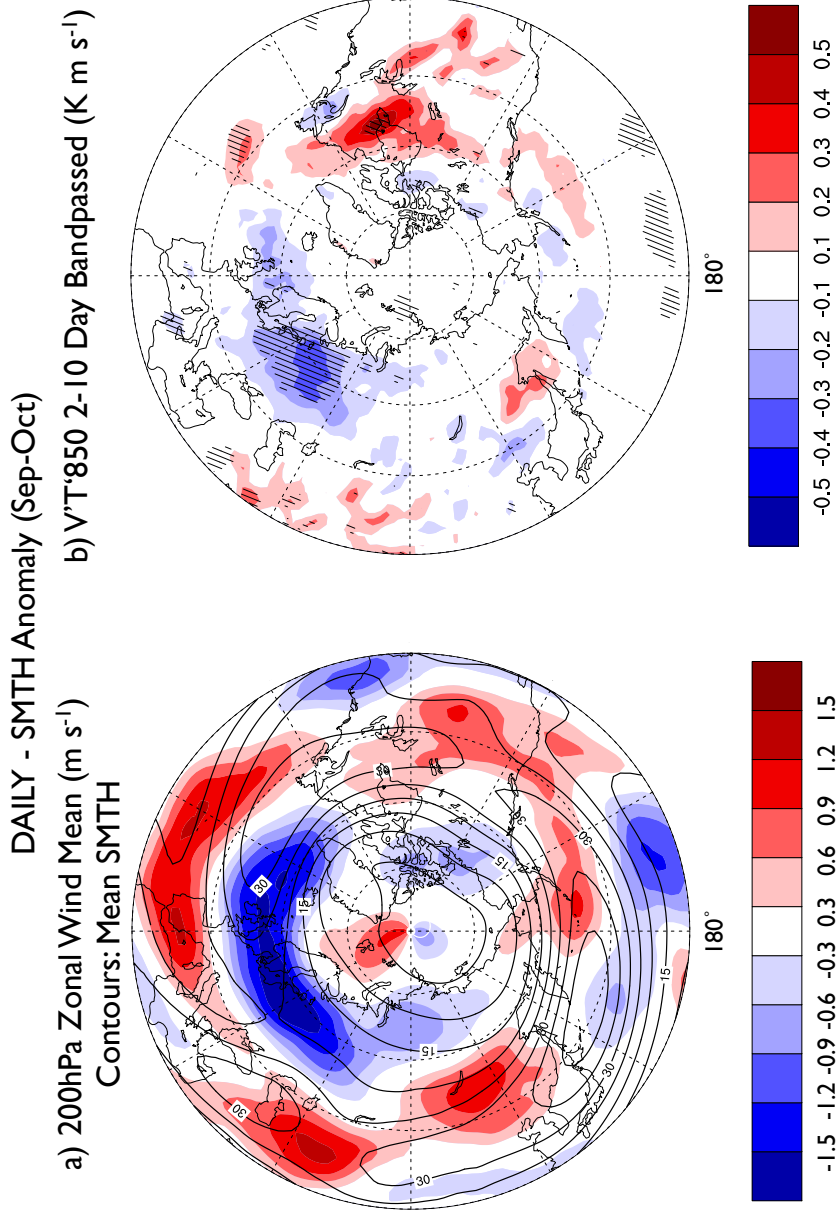 DAILY - SMTH Anomaly (Sep-Oct)
a) 200hPa Zonal Wind Mean (m s-1)
Contours: Mean SMTH
30
15
30
15
30
15
30
30
30
30
15
30
180°
-1.5 -1.2 -0.9 -0.6 -0.3 0.3 0.6 0.9 1.2 1.5
b) V'T'850 2-10 Day Bandpassed (K m s-1)
180°
-0.5 -0.4 -0.3 -0.2 -0.1 0.1 0.2 0.3 0.4 0.5